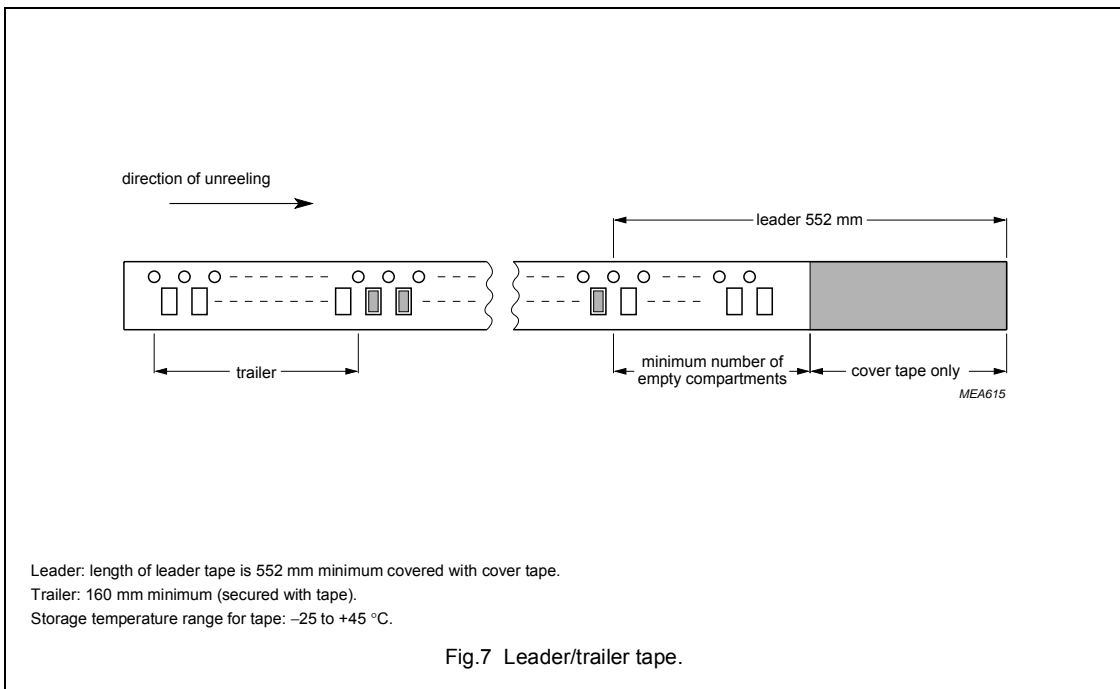 direction of unreeling
leader 552 mm
trailer
minimum number of
empty compartments
cover tape only
MEA615
Leader: length of leader tape is 552 mm minimum covered with cover tape.
Trailer: 160 mm minimum (secured with tape).
Storage temperature range for tape: −25 to +45 °C.
Fig.7 Leader/trailer tape.